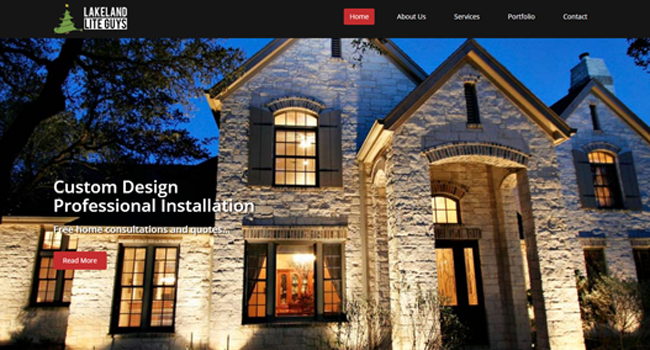 LAKELAND
LITE GUYS
Home
About Us
Services
Portfolio
Contact
Custom Design
Professional Installation
Free home consultations and quotes...
Read More